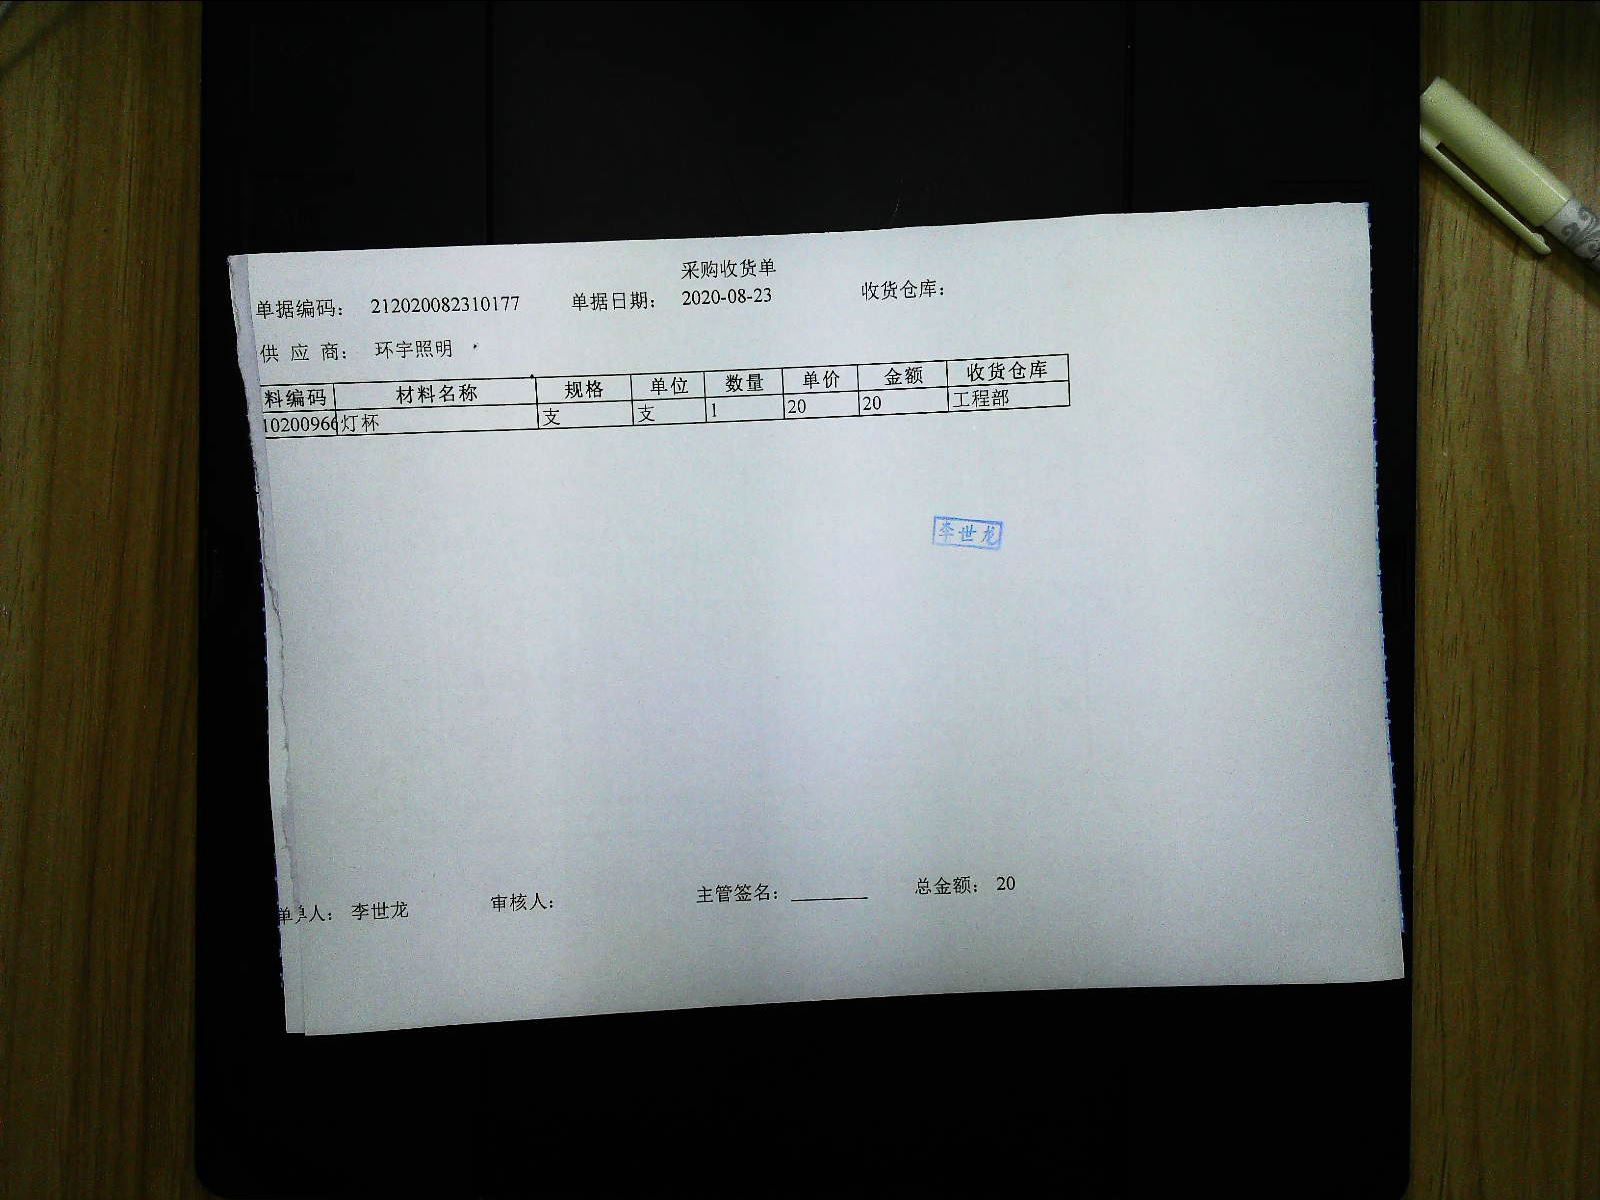 采购收货单
单据编码： 212020082310177 单据日期： 2020-08-23 收货仓库：
供 应 商： 环宇照明
料编码 材料名称 规格 单位 数量 单价 金额 收货仓库
1020096 灯杯 支 支 1 20 20 工程部
李世龙
单人： 李世龙 审核人： 主管签名： 总金额： 20